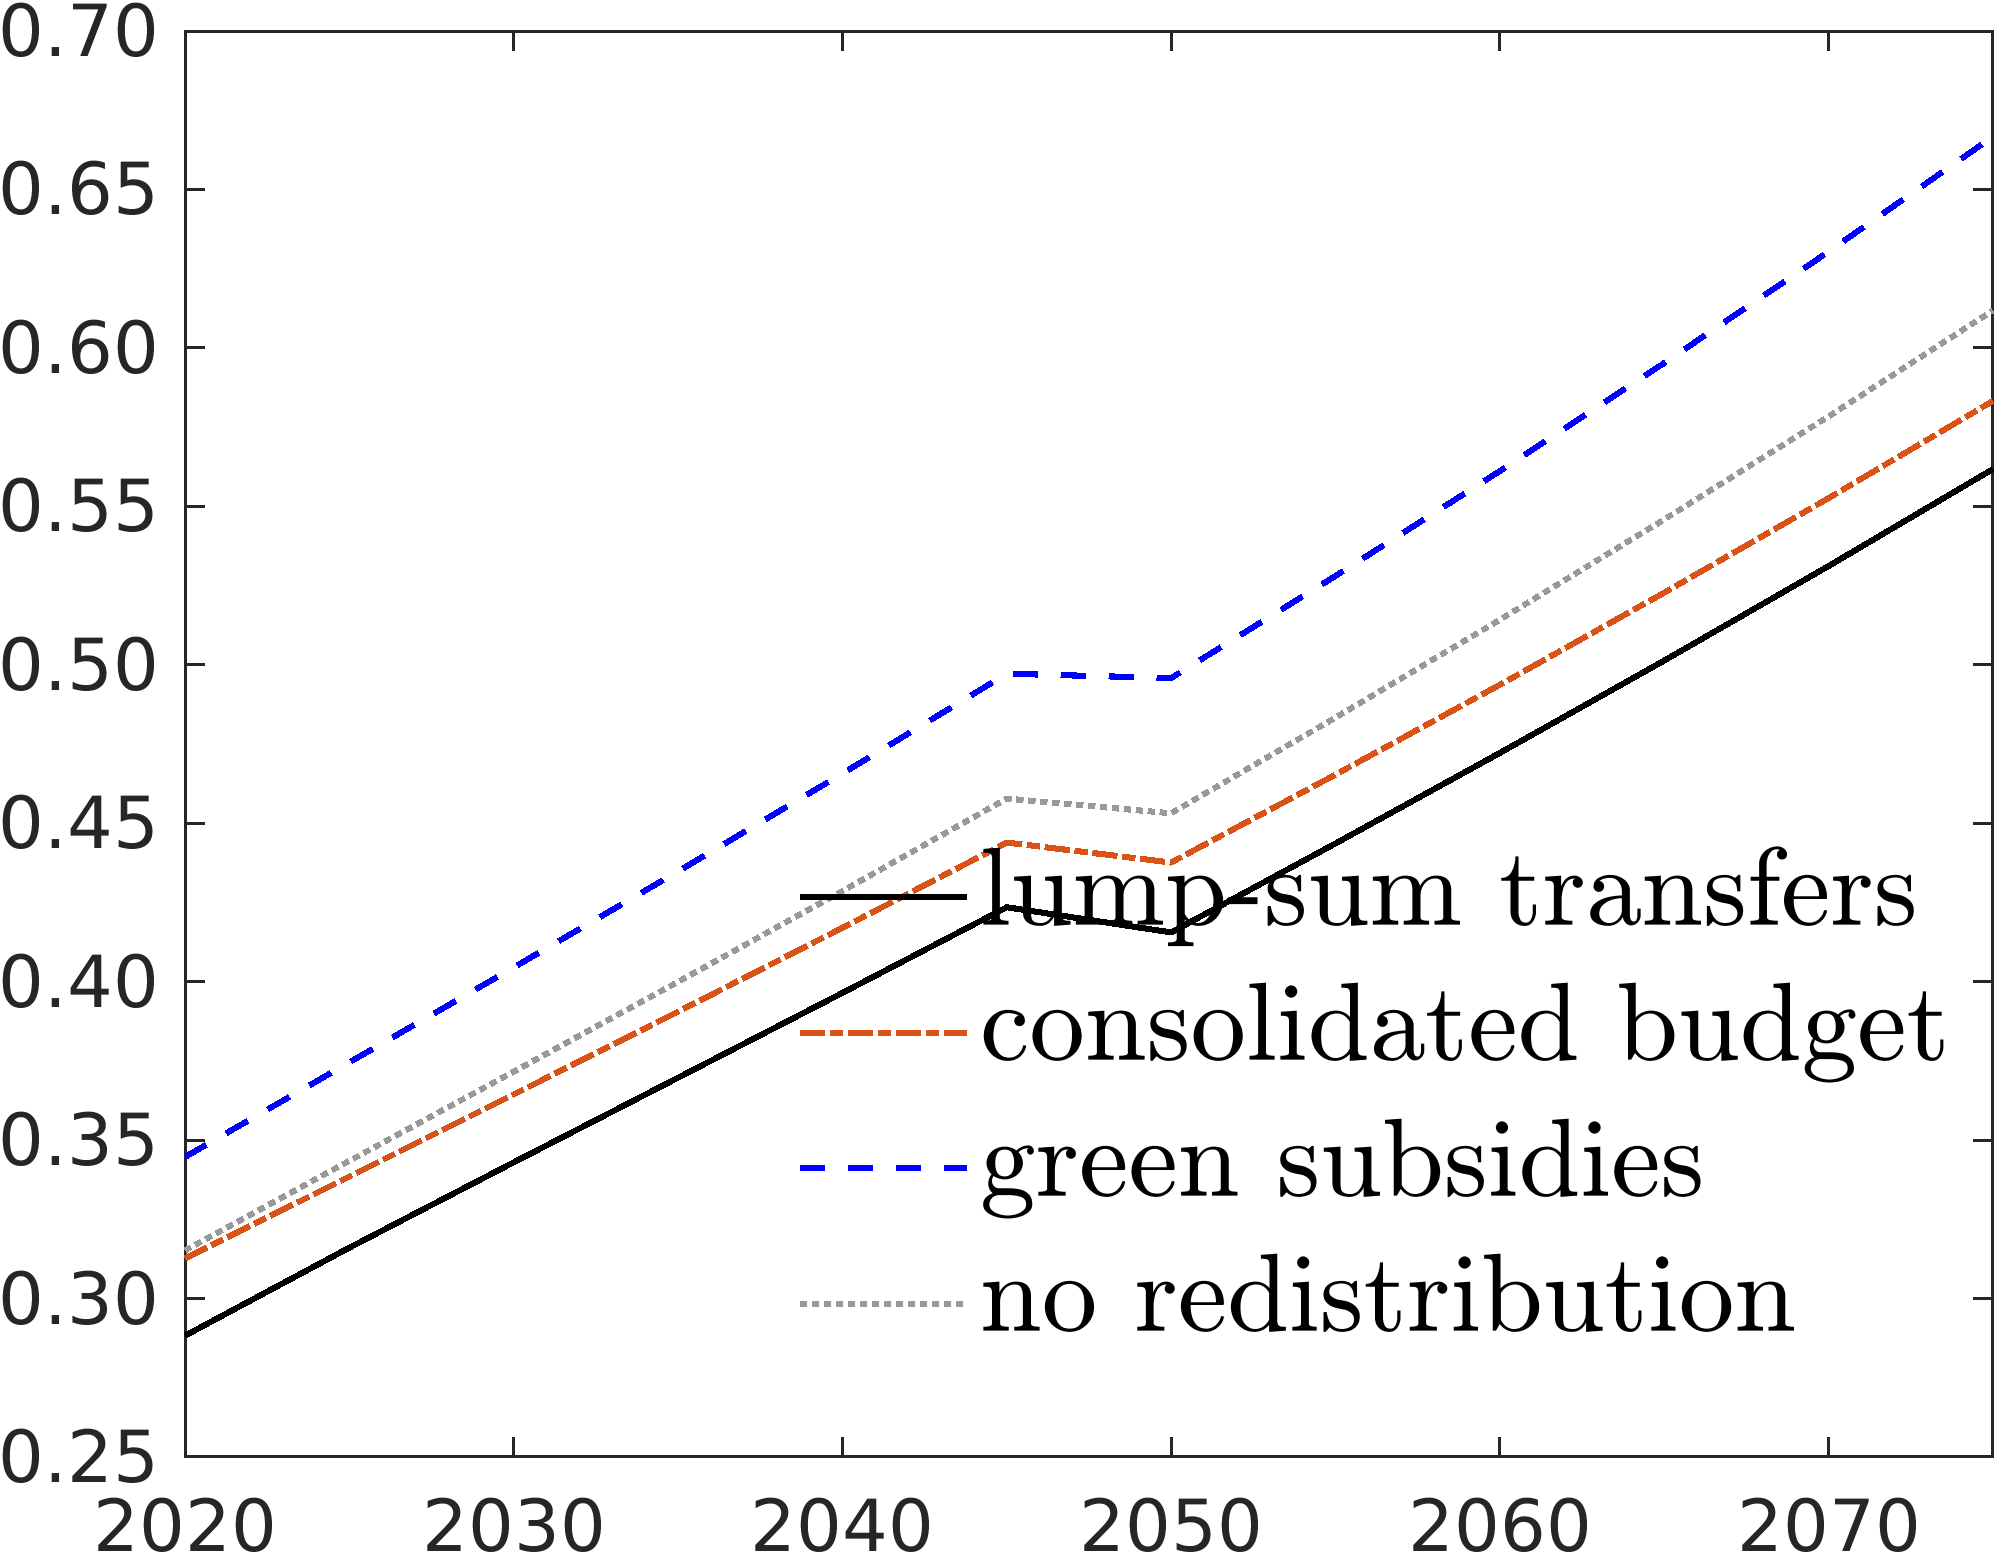 0.70
0.65
0.60
0.55
0.50
0.45
0.40
0.35
0.30
0.25
lump-sum transfers
consolidated budget
green subsidies
no redistribution
2020 2030 2040 2050 2060 2070